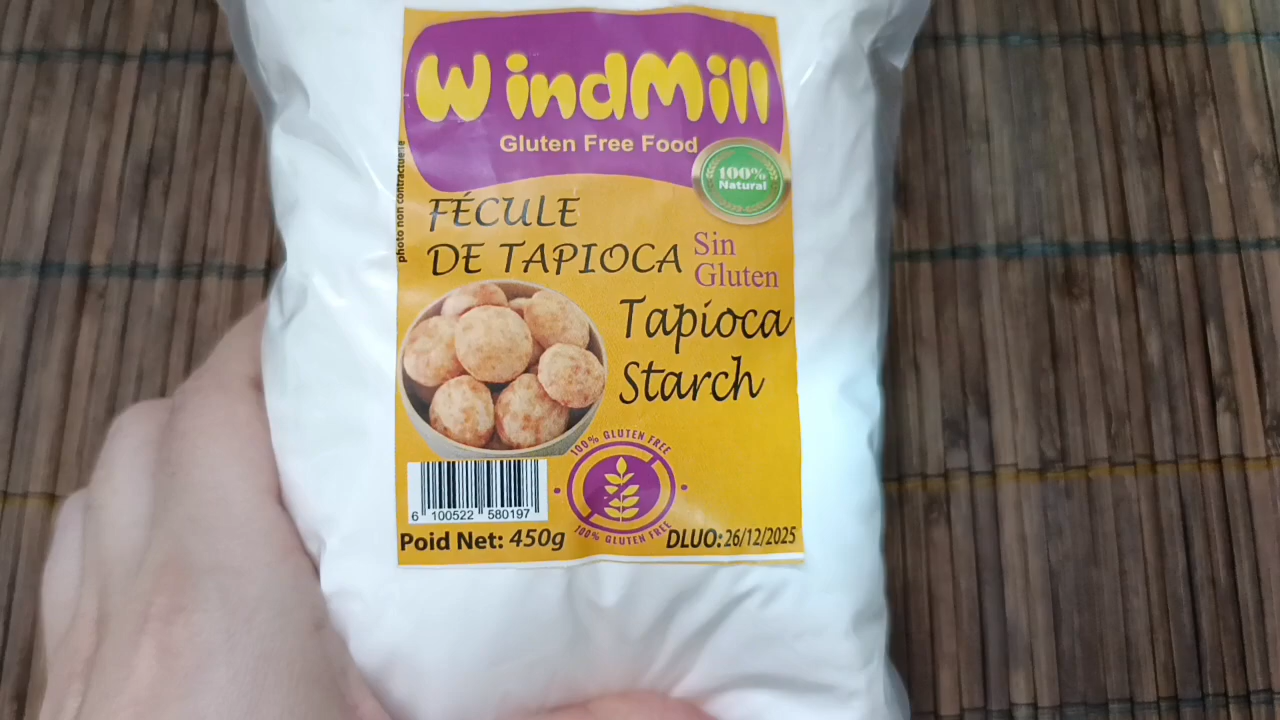 WindMill
Gluten Free Food
100%
Natural
photo non contractuelle
FÉCULE
DE TAPIOCA
Sin
Gluten
Tapioca
Starch
100% GLUTEN FREE
100% GLUTEN FREE
6 100522 580197
Poid Net: 450g
DLUO: 26/12/2025